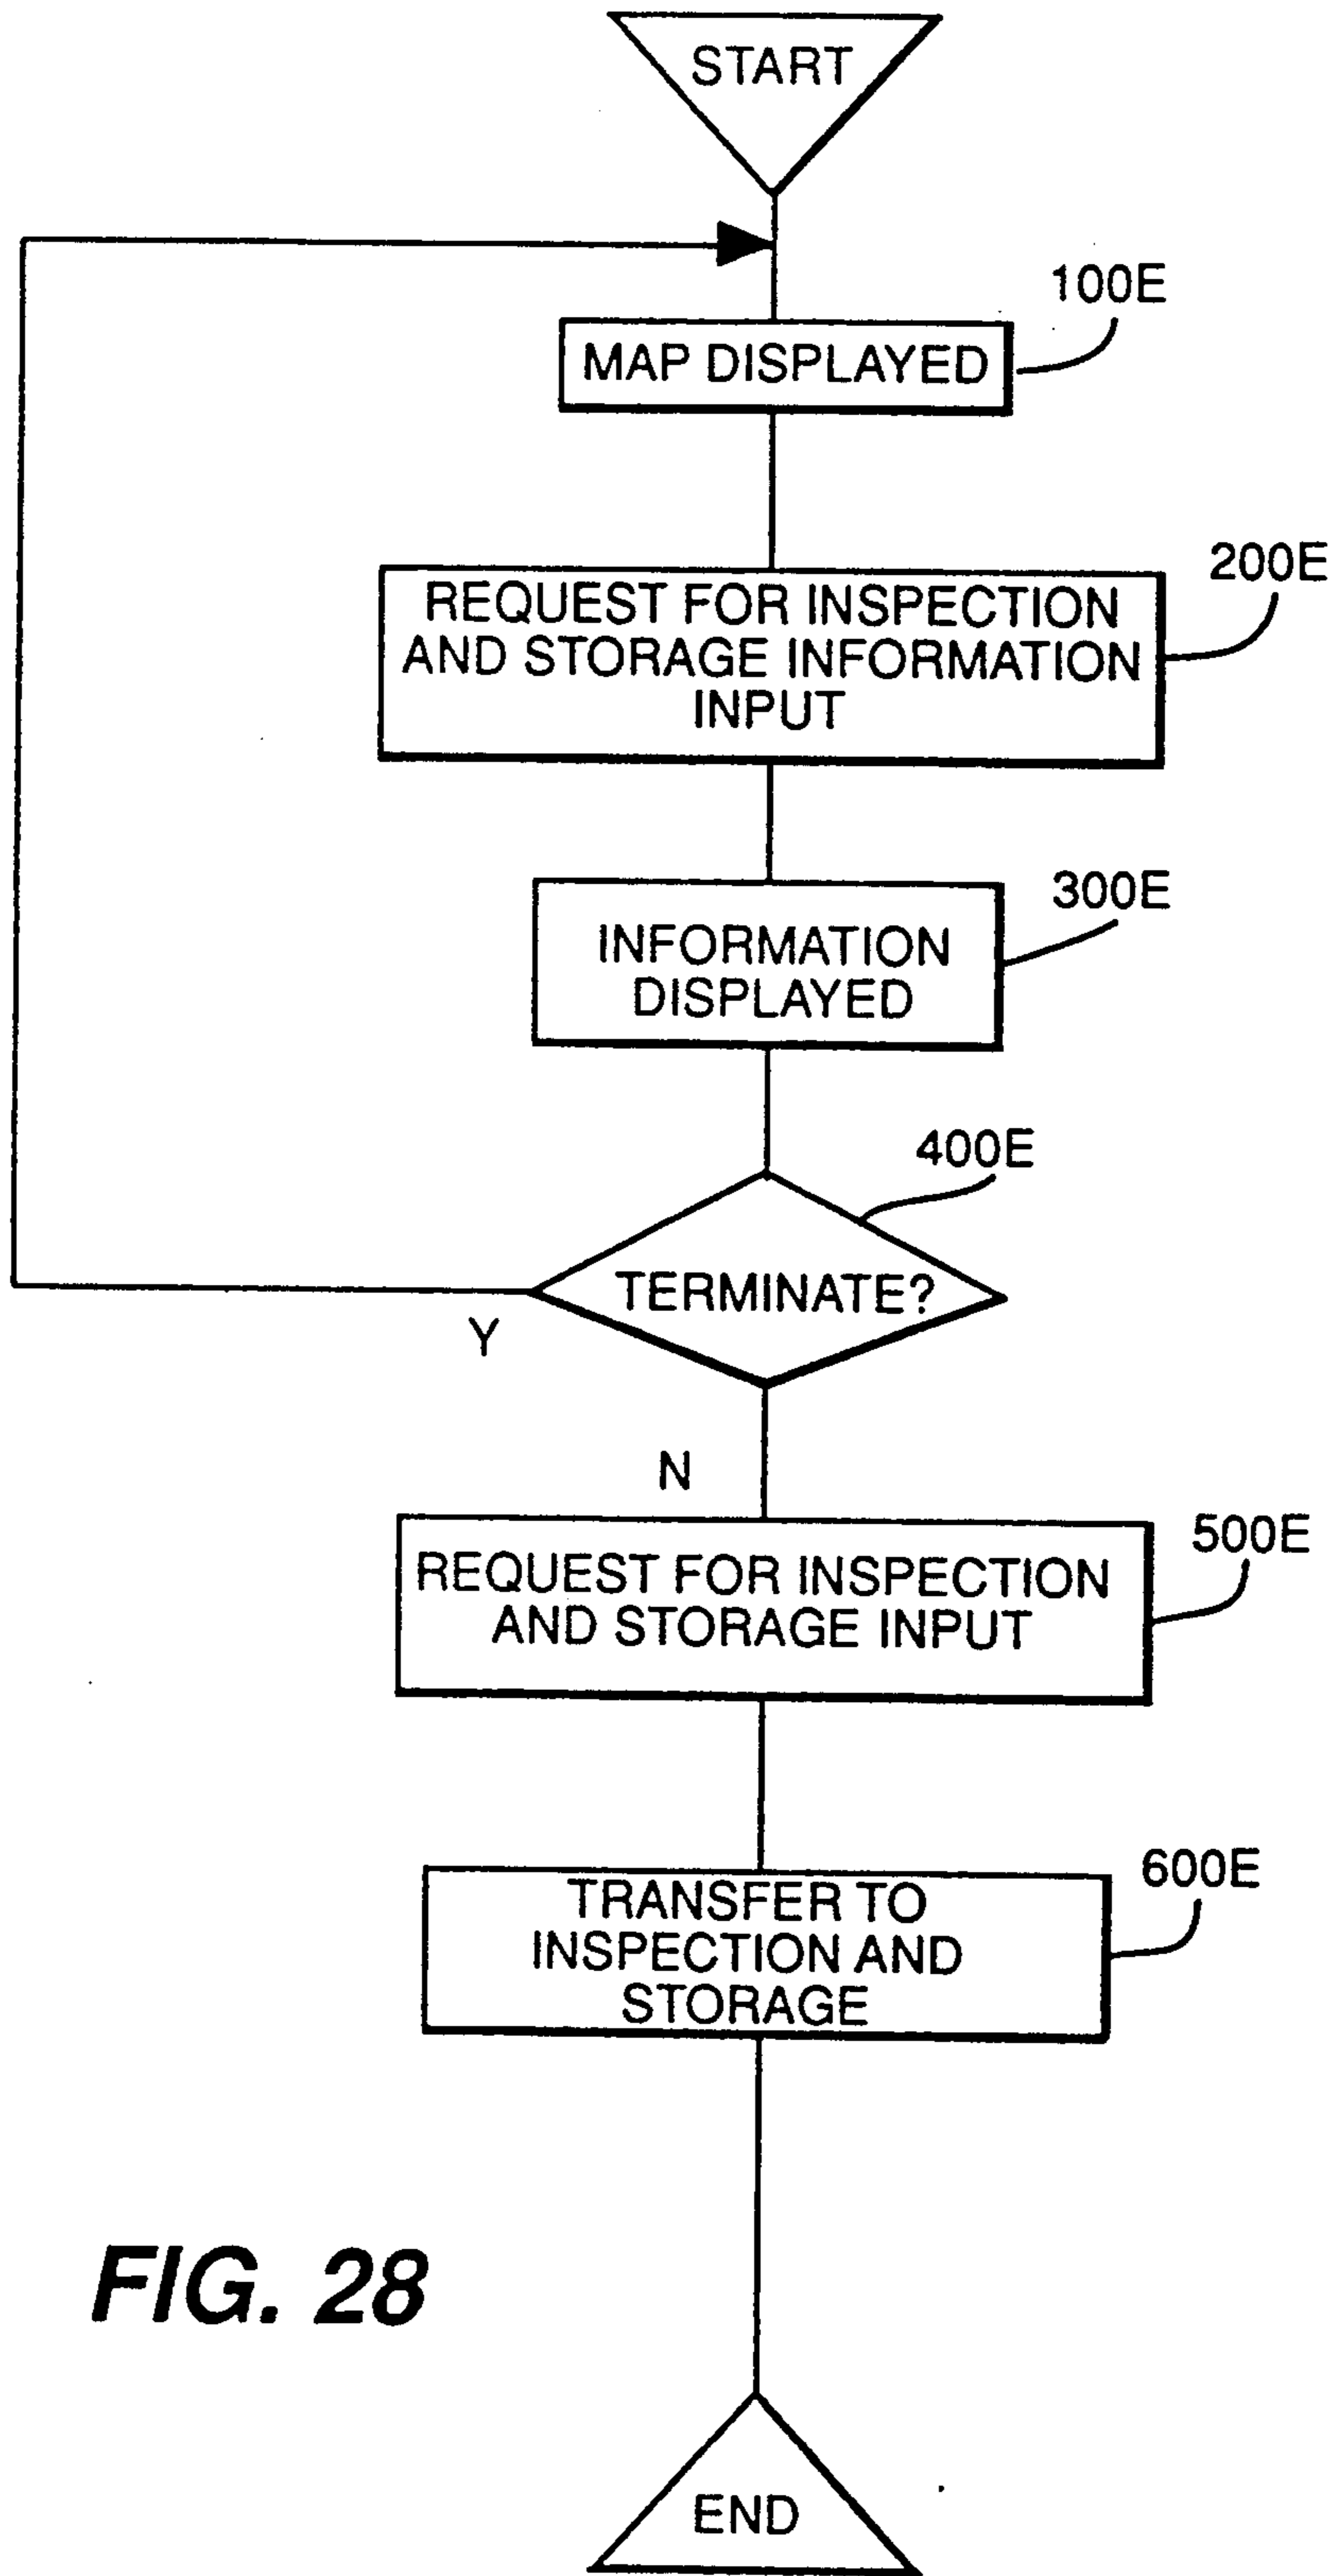 START
100E
MAP DISPLAYED
200E
REQUEST FOR INSPECTION
AND STORAGE INFORMATION
INPUT
300E
INFORMATION
DISPLAYED
400E
TERMINATE?
Y
N
500E
REQUEST FOR INSPECTION
AND STORAGE INPUT
600E
TRANSFER TO
INSPECTION AND
STORAGE
FIG. 28
END